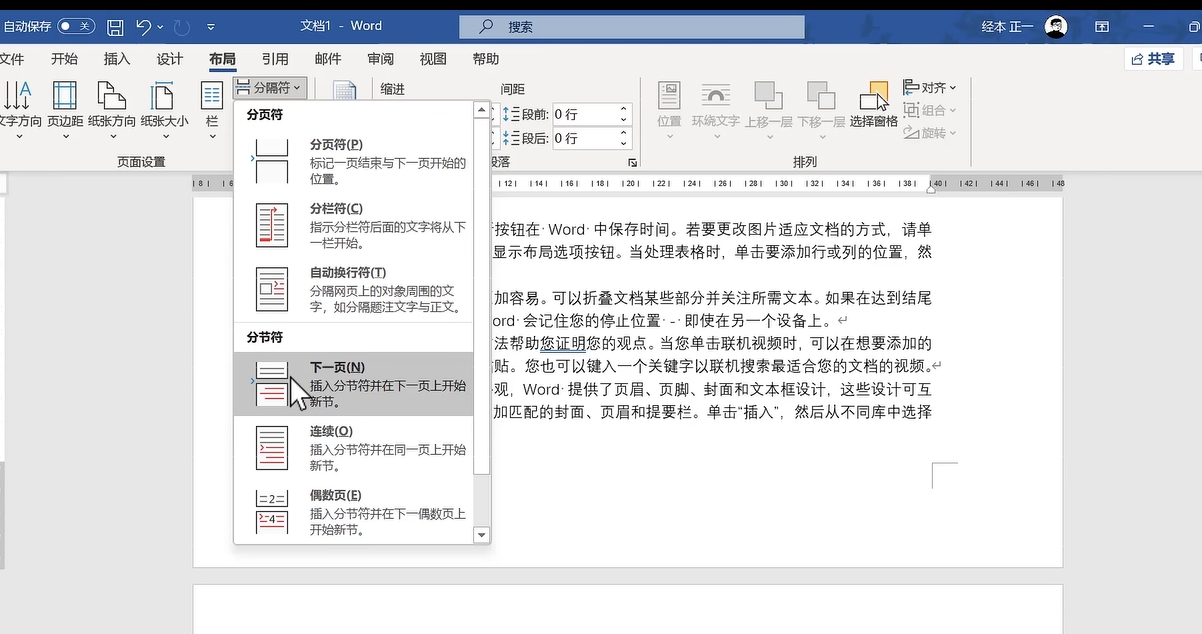 自动保存 关 文档1 - Word 搜索 经本 正一
文件 开始 插入 设计 布局 引用 邮件 审阅 视图 帮助 共享
文字方向 页边距 纸张方向 纸张大小 栏 分隔符 缩进 间距 段前: 0 行 段后: 0 行 位置 环绕文字 上移一层 下移一层 选择窗格 对齐 组合 旋转
页面设置 段落 排列
分页符
分页符(P)
标记一页结束与下一页开始的
位置。
分栏符(C)
指示分栏符后面的文字将从下
一栏开始。
自动换行符(T)
分隔网页上的对象周围的文
字，如分隔题注文字与正文。
分节符
下一页(N)
插入分节符并在下一页上开始
新节。
连续(O)
插入分节符并在同一页上开始
新节。
偶数页(E)
插入分节符并在下一偶数页上
开始新节。
8 6 12 14 16 18 20 22 24 26 28 30 32 34 36 38 40 42 44 46 48
按钮在 Word 中保存时间。若要更改图片适应文档的方式，请单
显示布局选项按钮。当处理表格时，单击要添加行或列的位置，然
加容易。可以折叠文档某些部分并关注所需文本。如果在达到结尾
ord 会记住您的停止位置 - 即使在另一个设备上。
法帮助您证明您的观点。当您单击联机视频时，可以在想要添加的
贴。您也可以键入一个关键字以联机搜索最适合您的文档的视频。
观，Word 提供了页眉、页脚、封面和文本框设计，这些设计可互
加匹配的封面、页眉和提要栏。单击“插入”，然后从不同库中选择